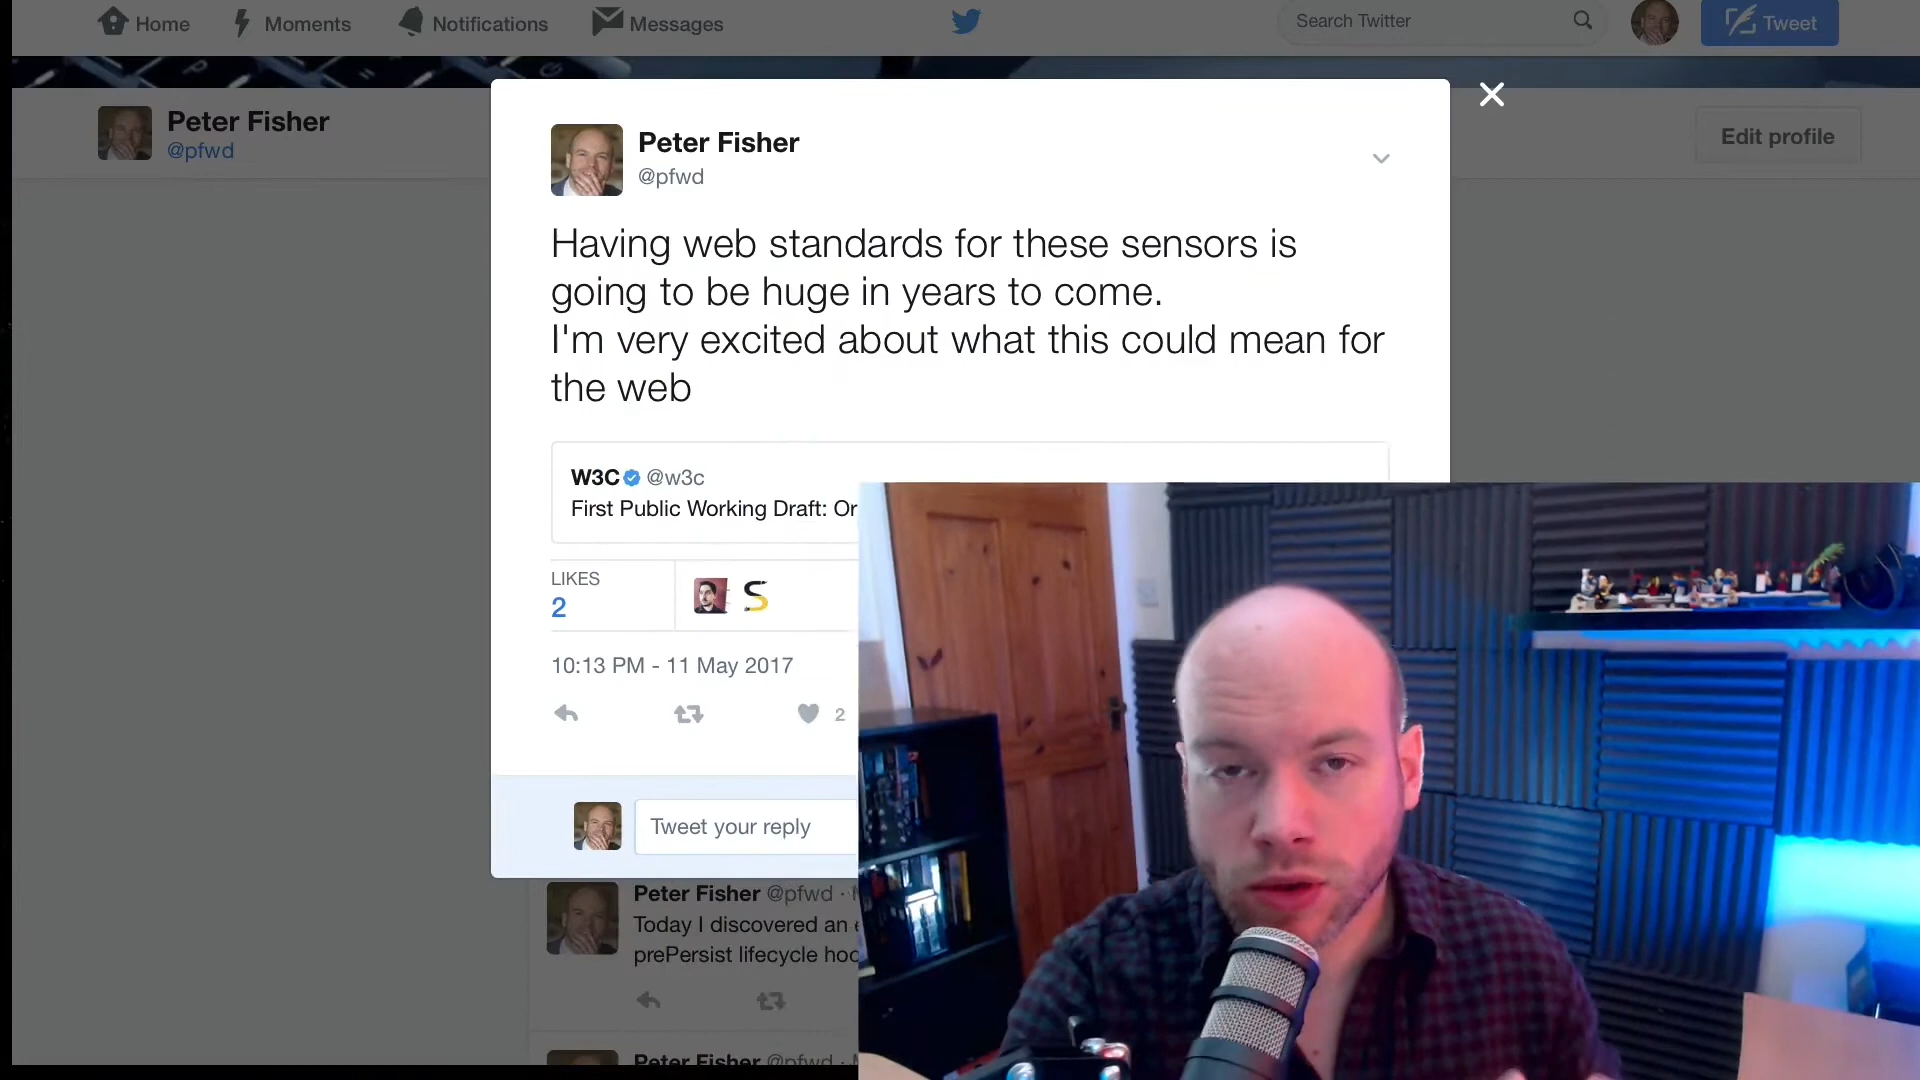 Home Moments Notifications Messages Search Twitter Tweet
Peter Fisher
@pfwd
Edit profile
Peter Fisher
@pfwd
Having web standards for these sensors is
going to be huge in years to come.
I'm very excited about what this could mean for
the web
W3C @w3c
First Public Working Draft: Or
LIKES
2
10:13 PM - 11 May 2017
2
Tweet your reply
Peter Fisher @pfwd ·
Today I discovered an
prePersist lifecycle hoo
Peter Fisher @pfwd